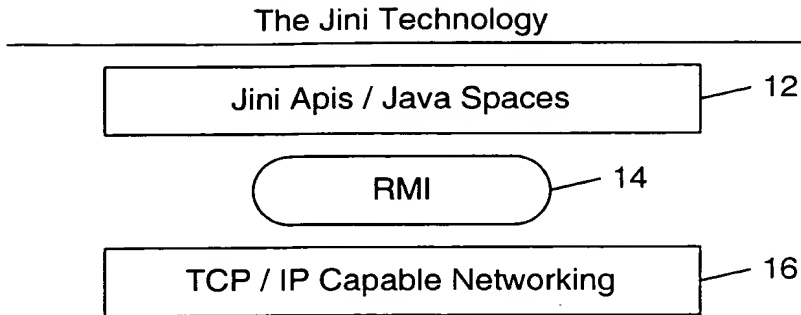 The Jini Technology
Jini Apis / Java Spaces
12
RMI
14
TCP / IP Capable Networking
16